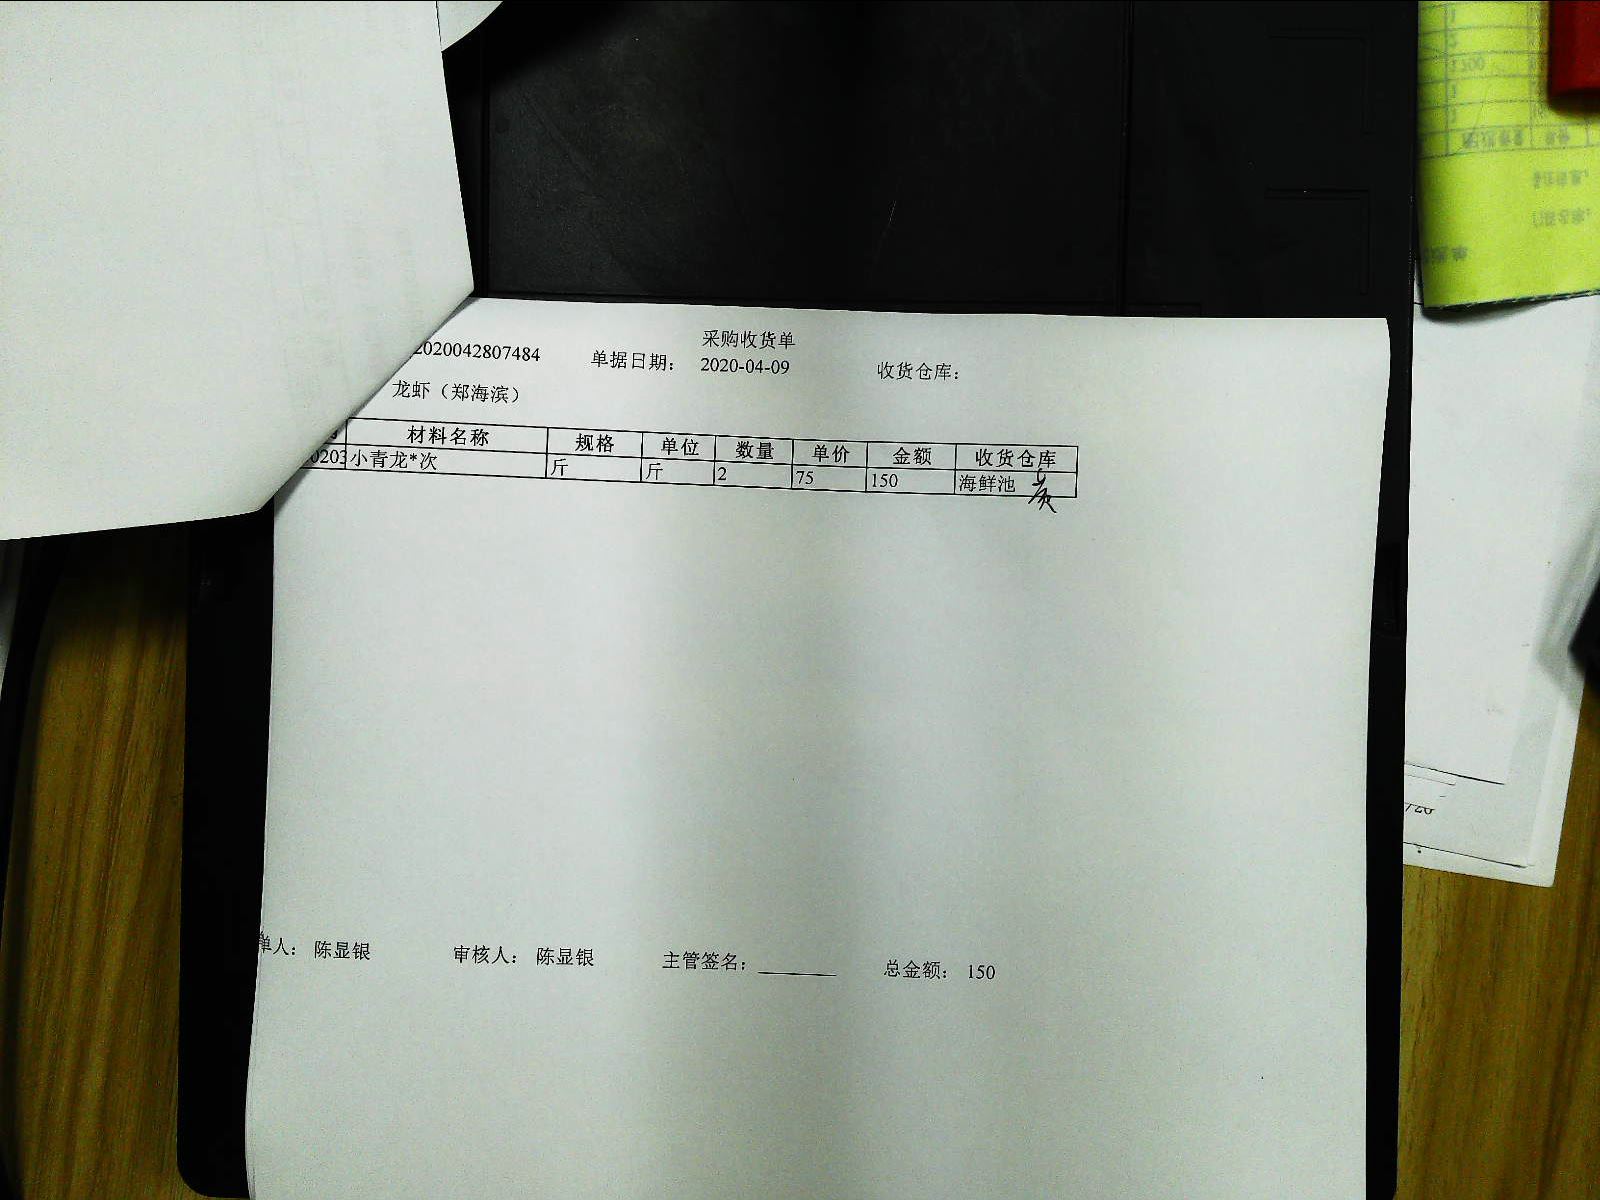 采购收货单
2020042807484 单据日期: 2020-04-09 收货仓库:
龙虾（郑海滨）
材料名称 规格 单位 数量 单价 金额 收货仓库
0203 小青龙*次 斤 斤 2 75 150 海鲜池
单人: 陈显银 审核人: 陈显银 主管签名: 总金额: 150